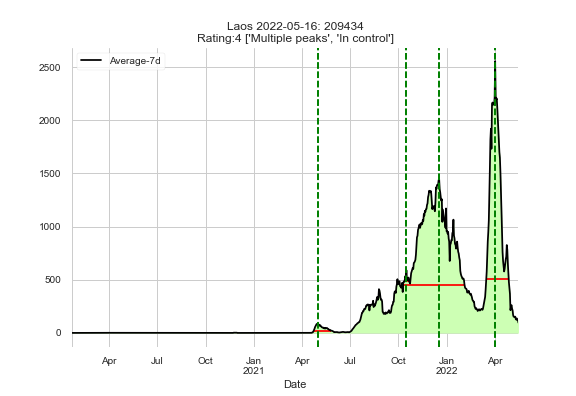 Laos 2022-05-16: 209434
Rating:4 ['Multiple peaks', 'In control']
Average-7d
2500
2000
1500
1000
500
0
Apr Jul Oct Jan Apr Jul Oct Jan Apr
2021 2022
Date